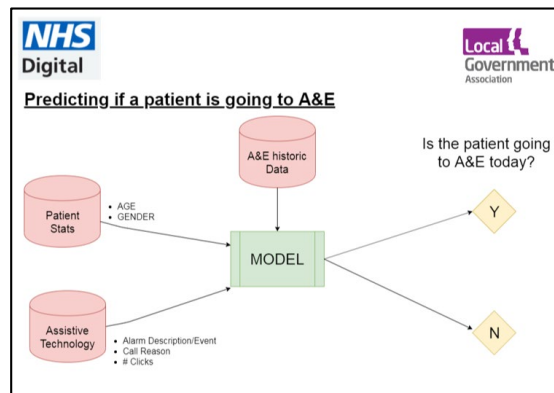 NHS
Digital
Local
Government
Association
Predicting if a patient is going to A&E
A&E historic
Data
Is the patient going
to A&E today?
Patient
Stats
• AGE
• GENDER
Y
MODEL
Assistive
Technology
• Alarm Description/Event
• Call Reason
• # Clicks
N